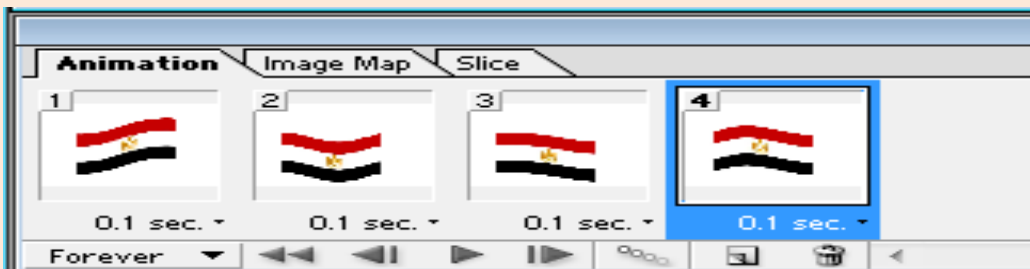 Animation Image Map Slice
1 2 3 4
0.1 sec. 0.1 sec. 0.1 sec. 0.1 sec.
Forever